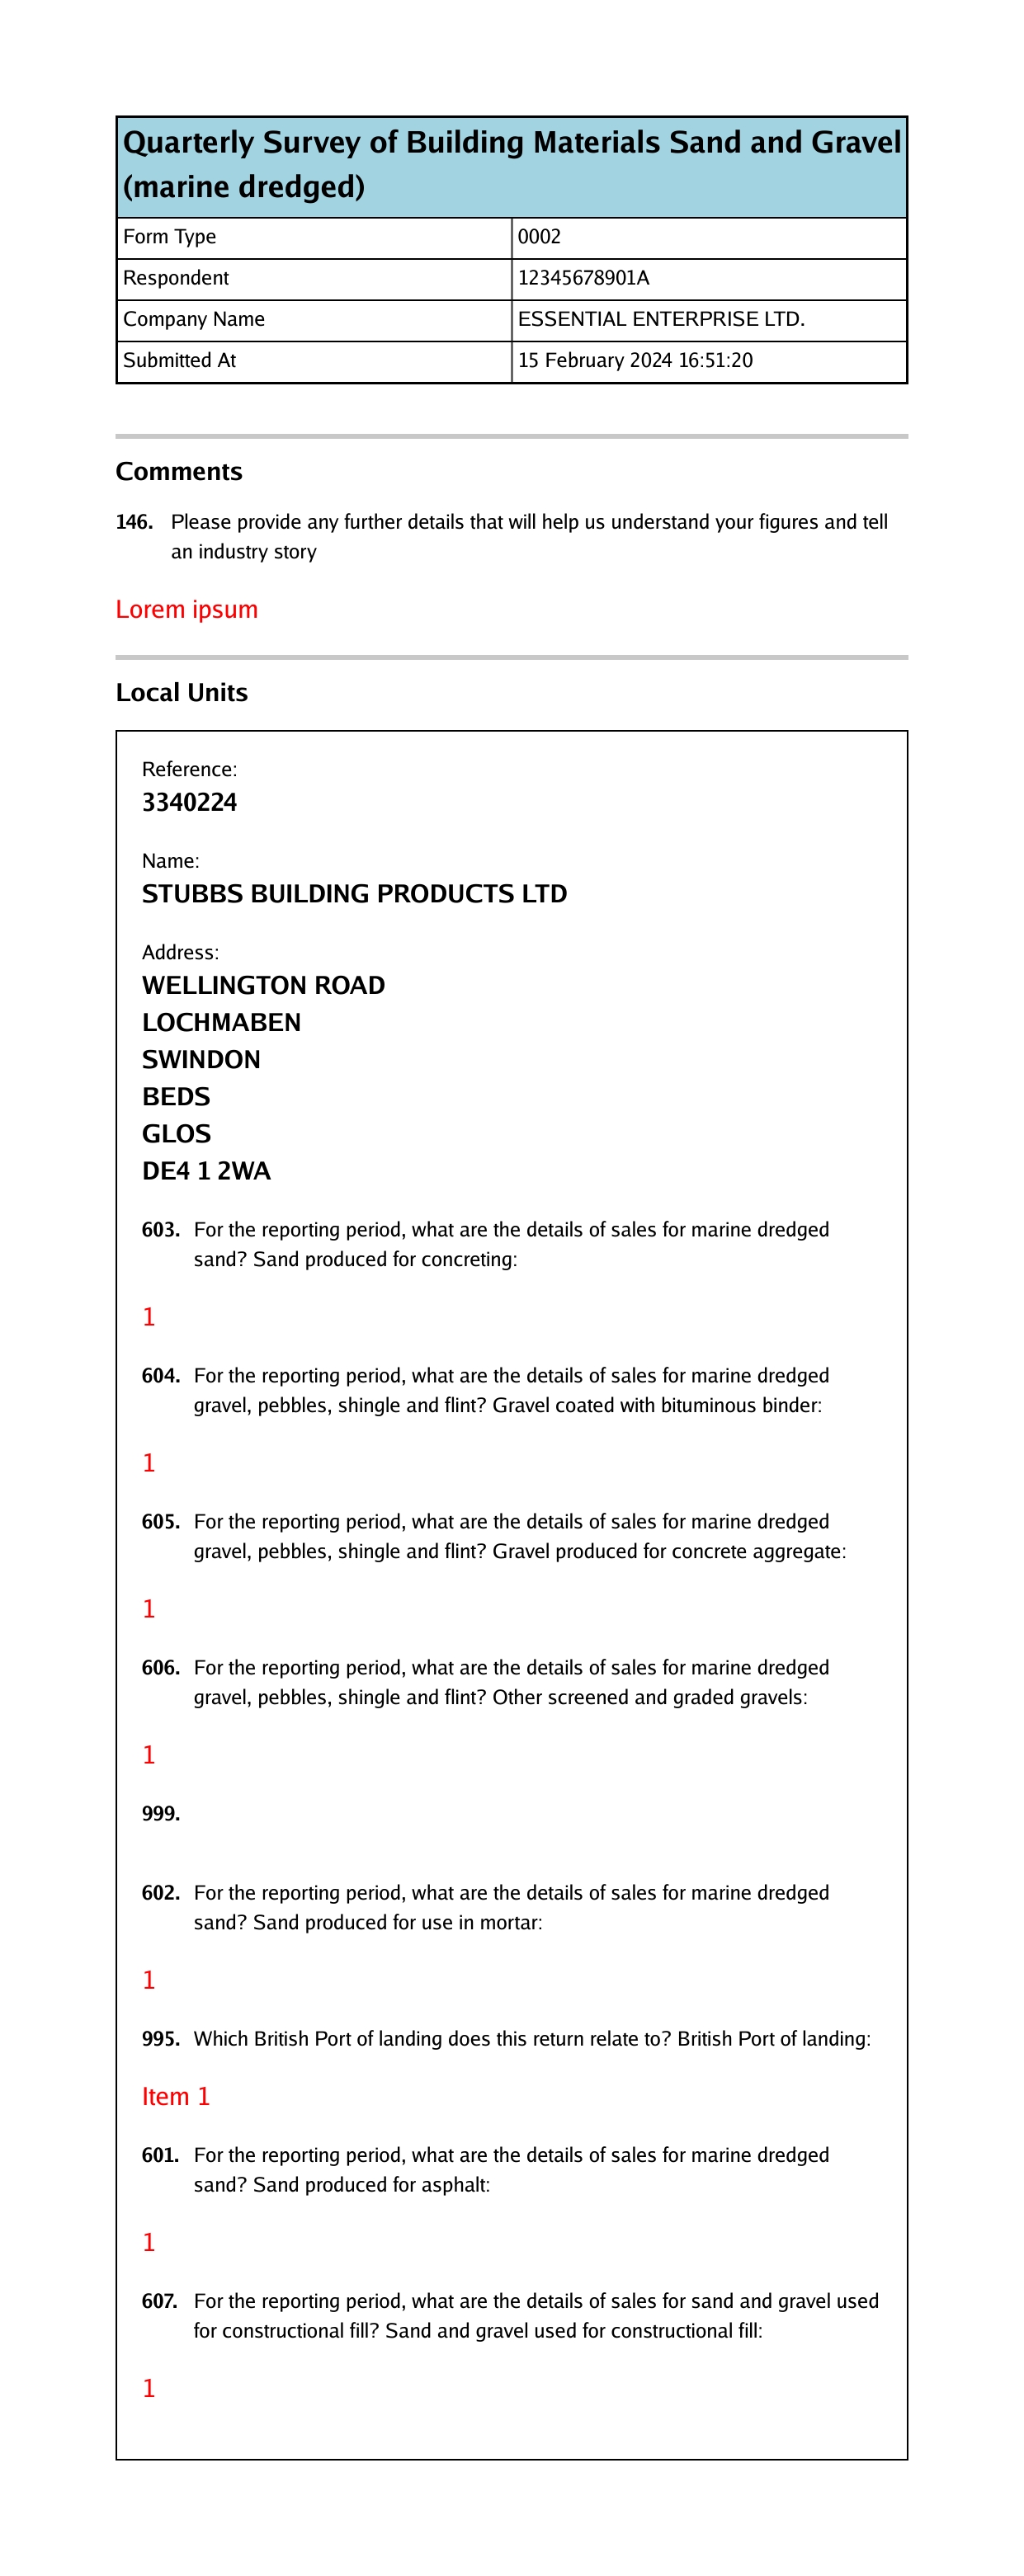 Quarterly Survey of Building Materials Sand and Gravel
(marine dredged)
Form Type 0002
Respondent 12345678901A
Company Name ESSENTIAL ENTERPRISE LTD.
Submitted At 15 February 2024 16:51:20
Comments
146. Please provide any further details that will help us understand your figures and tell
an industry story
Lorem ipsum
Local Units
Reference:
3340224
Name:
STUBBS BUILDING PRODUCTS LTD
Address:
WELLINGTON ROAD
LOCHMABEN
SWINDON
BEDS
GLOS
DE4 1 2WA
603. For the reporting period, what are the details of sales for marine dredged
sand? Sand produced for concreting:
1
604. For the reporting period, what are the details of sales for marine dredged
gravel, pebbles, shingle and flint? Gravel coated with bituminous binder:
1
605. For the reporting period, what are the details of sales for marine dredged
gravel, pebbles, shingle and flint? Gravel produced for concrete aggregate:
1
606. For the reporting period, what are the details of sales for marine dredged
gravel, pebbles, shingle and flint? Other screened and graded gravels:
1
999.
602. For the reporting period, what are the details of sales for marine dredged
sand? Sand produced for use in mortar:
1
995. Which British Port of landing does this return relate to? British Port of landing:
Item 1
601. For the reporting period, what are the details of sales for marine dredged
sand? Sand produced for asphalt:
1
607. For the reporting period, what are the details of sales for sand and gravel used
for constructional fill? Sand and gravel used for constructional fill:
1